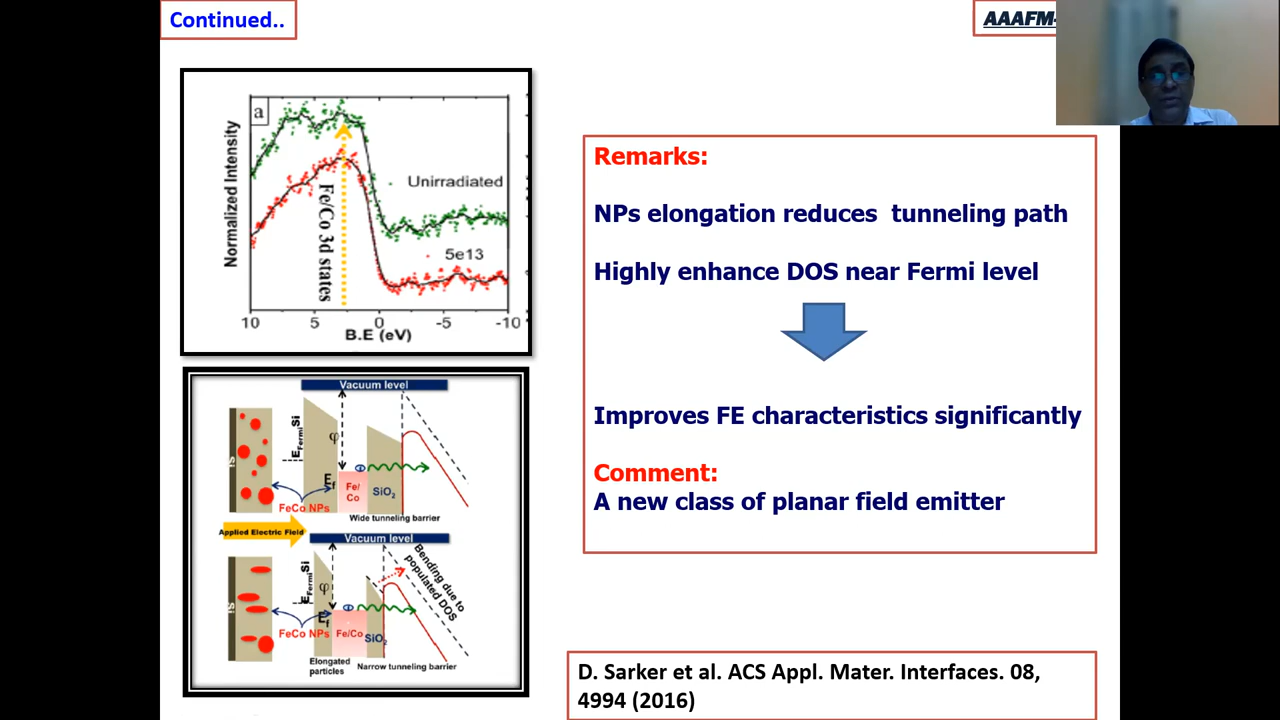 Continued..
AAAFM-
a
Normalized Intensity
Unirradiated
5e13
Fe/Co 3d states
10 5 0 -5 -10
B.E (eV)
Vacuum level
EFermiSi
φ
Ef
Fe/
Co
SiO2
FeCo NPs
Wide tunneling barrier
Applied Electric Field
Vacuum level
EFermiSi
φ
Bending due to
populated DOS
Ef
FeCo NPs
Fe/Co
SiO2
Elongated
particles
Narrow tunneling barrier
Remarks:
NPs elongation reduces tunneling path
Highly enhance DOS near Fermi level
Improves FE characteristics significantly
Comment:
A new class of planar field emitter
D. Sarker et al. ACS Appl. Mater. Interfaces. 08,
4994 (2016)